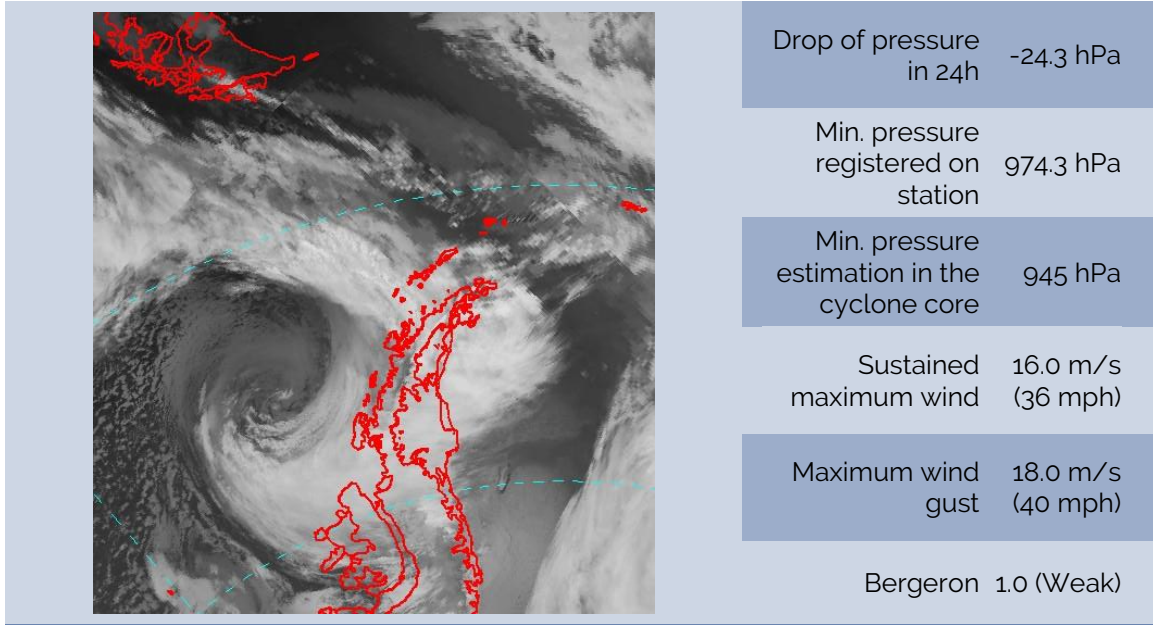 Drop of pressure
in 24h
-24.3 hPa
Min. pressure
registered on
station
974.3 hPa
Min. pressure
estimation in the
cyclone core
945 hPa
Sustained
maximum wind
16.0 m/s
(36 mph)
Maximum wind
gust
18.0 m/s
(40 mph)
Bergeron
1.0 (Weak)